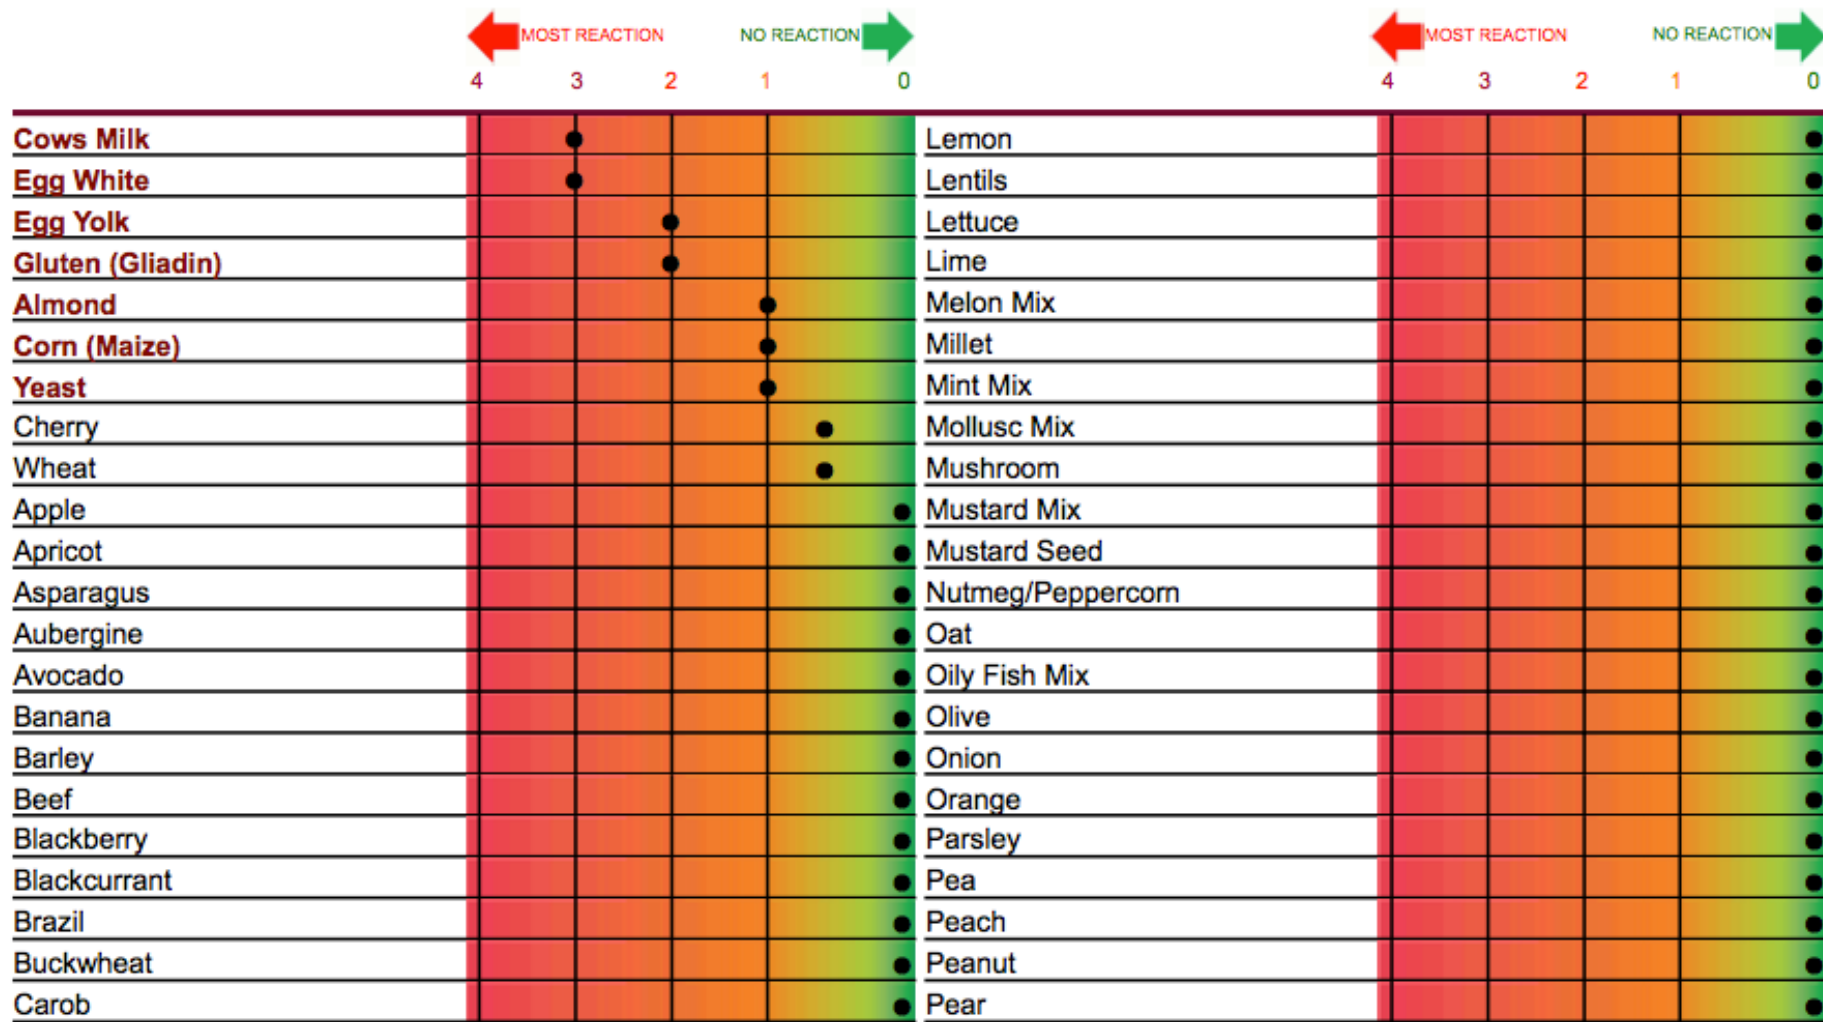 MOST REACTION NO REACTION MOST REACTION NO REACTION
4 3 2 1 0 4 3 2 1 0
Cows Milk Lemon
Egg White Lentils
Egg Yolk Lettuce
Gluten (Gliadin) Lime
Almond Melon Mix
Corn (Maize) Millet
Yeast Mint Mix
Cherry Mollusc Mix
Wheat Mushroom
Apple Mustard Mix
Apricot Mustard Seed
Asparagus Nutmeg/Peppercorn
Aubergine Oat
Avocado Oily Fish Mix
Banana Olive
Barley Onion
Beef Orange
Blackberry Parsley
Blackcurrant Pea
Brazil Peach
Buckwheat Peanut
Carob Pear